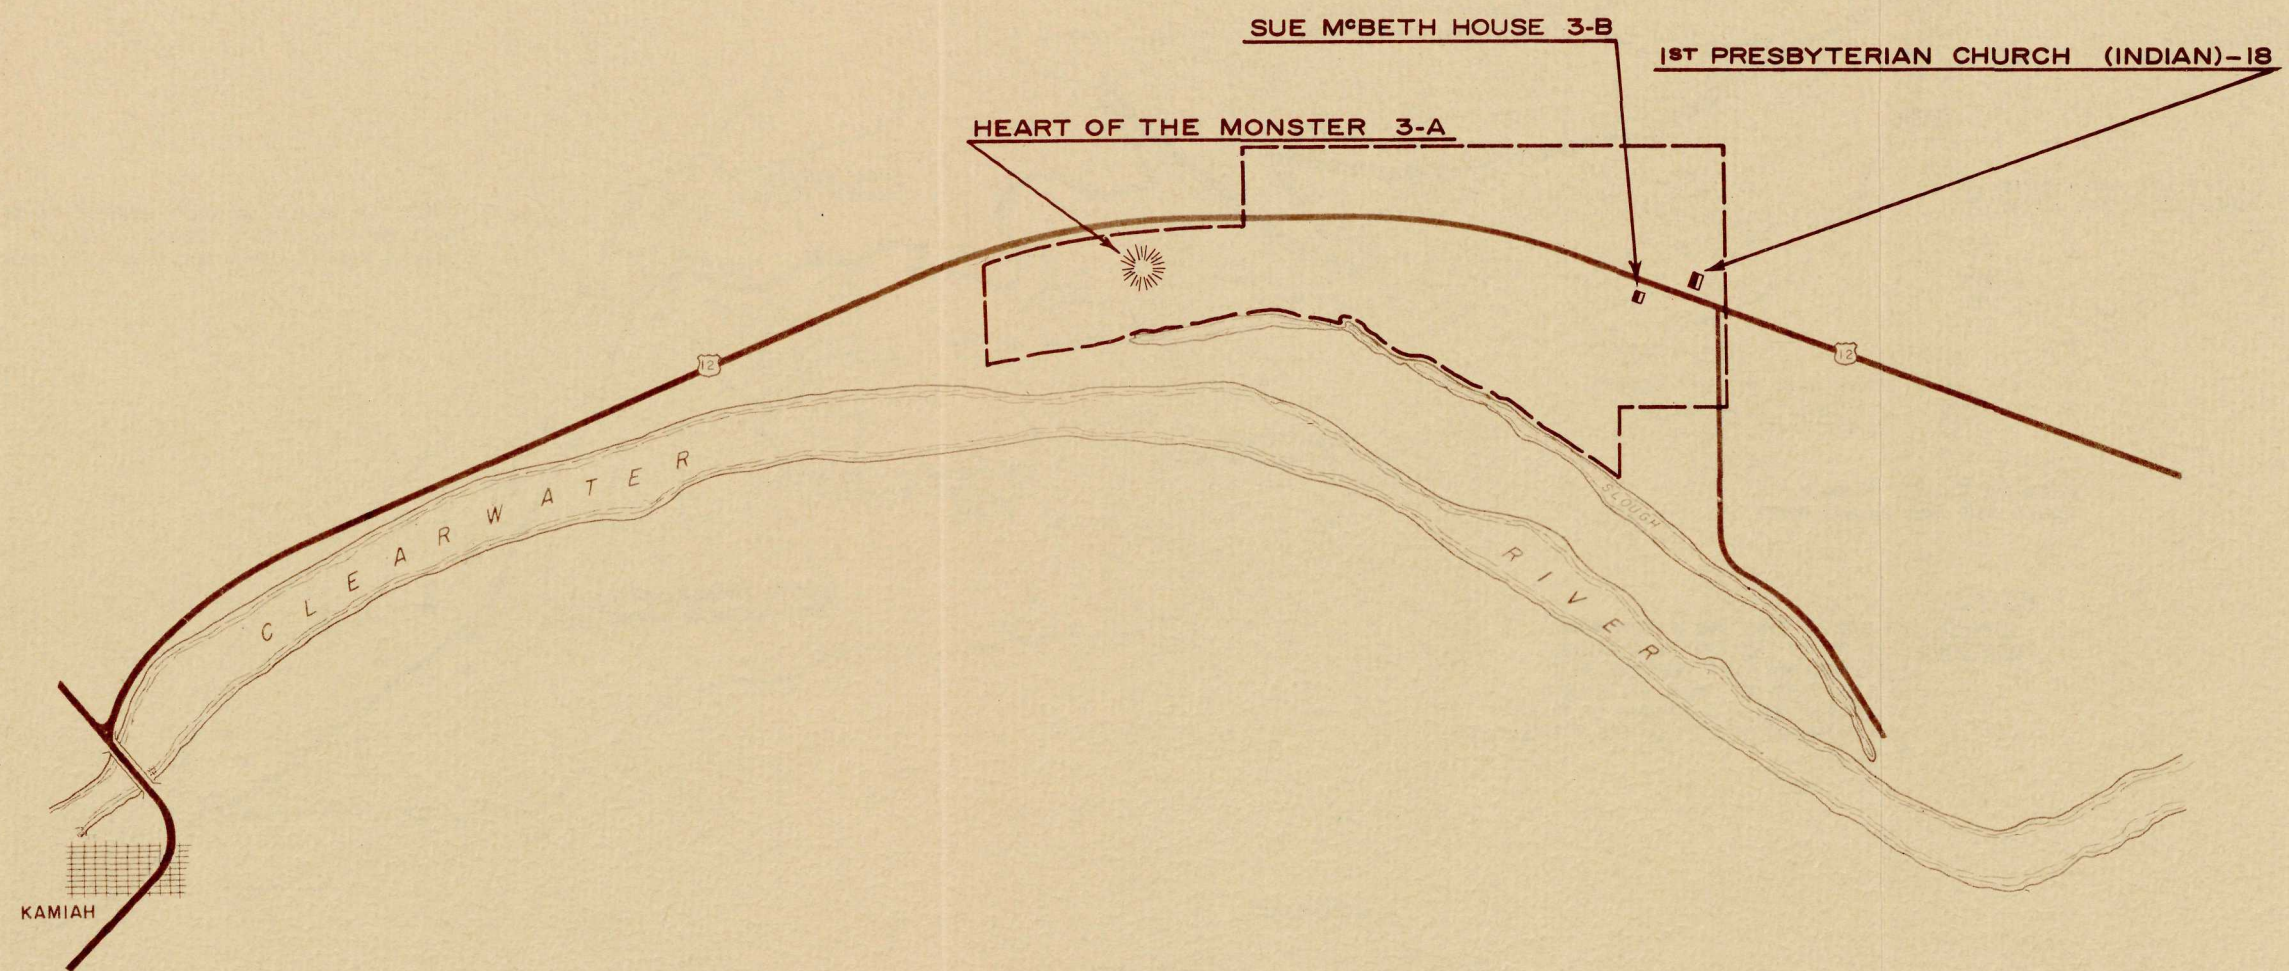 SUE McBETH HOUSE 3-B
1ST PRESBYTERIAN CHURCH (INDIAN)-18
HEART OF THE MONSTER 3-A
12
12
CLEARWATER
RIVER
SLOUGH
KAMIAH